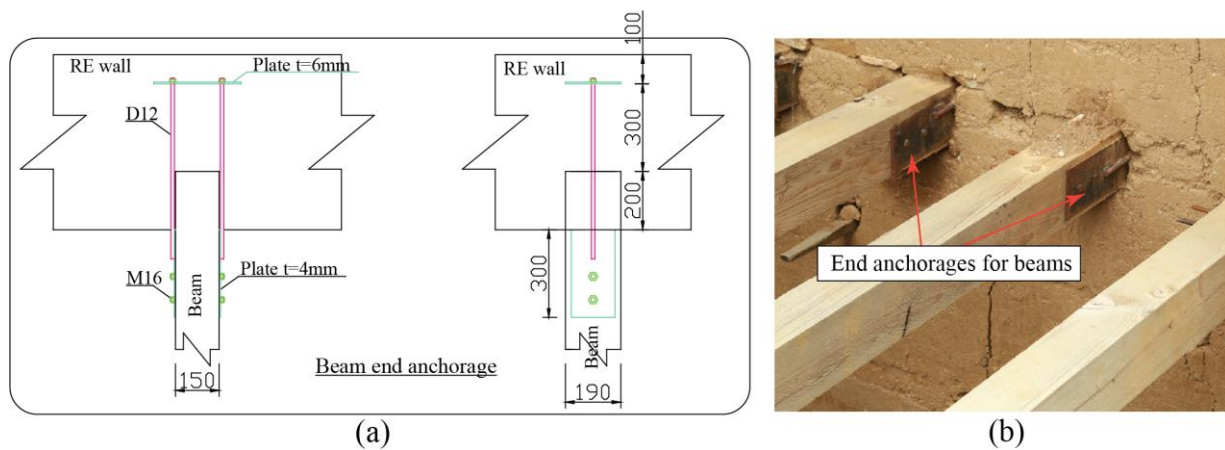 RE wall
Plate t=6mm
D12
M16
Plate t=4mm
Beam
150
Beam end anchorage
RE wall
100
300
200
300
Beam
190
(a)
End anchorages for beams
(b)